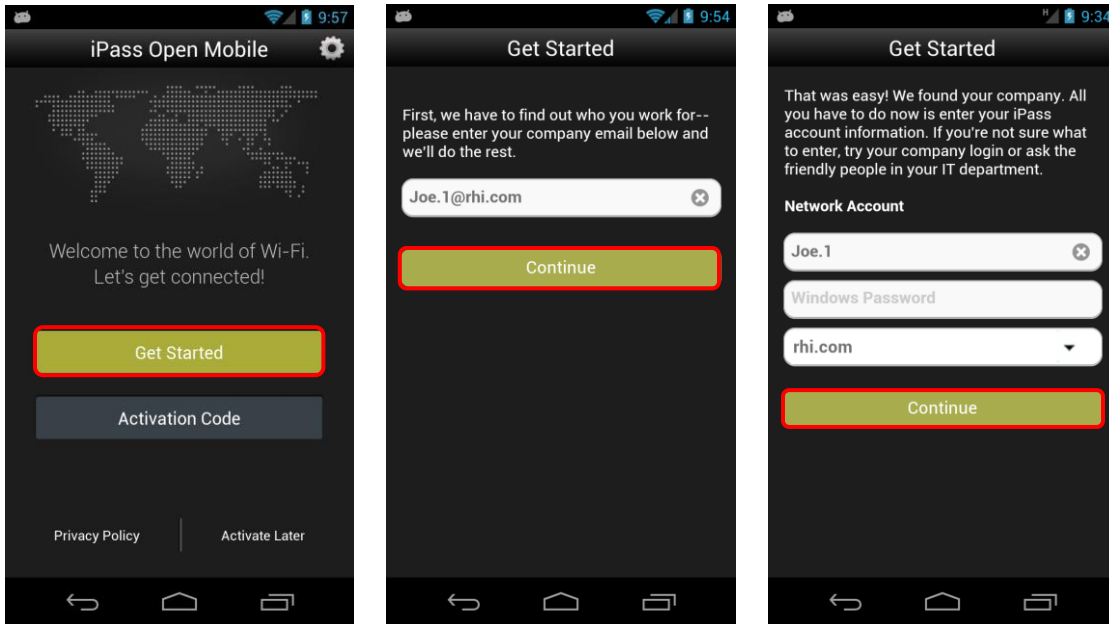 9:57
iPass Open Mobile
Welcome to the world of Wi-Fi.
Let's get connected!
Get Started
Activation Code
Privacy Policy
Activate Later
9:54
Get Started
First, we have to find out who you work for--
please enter your company email below and
we'll do the rest.
Joe.1@rhi.com
Continue
H 9:34
Get Started
That was easy! We found your company. All
you have to do now is enter your iPass
account information. If you're not sure what
to enter, try your company login or ask the
friendly people in your IT department.
Network Account
Joe.1
Windows Password
rhi.com
Continue